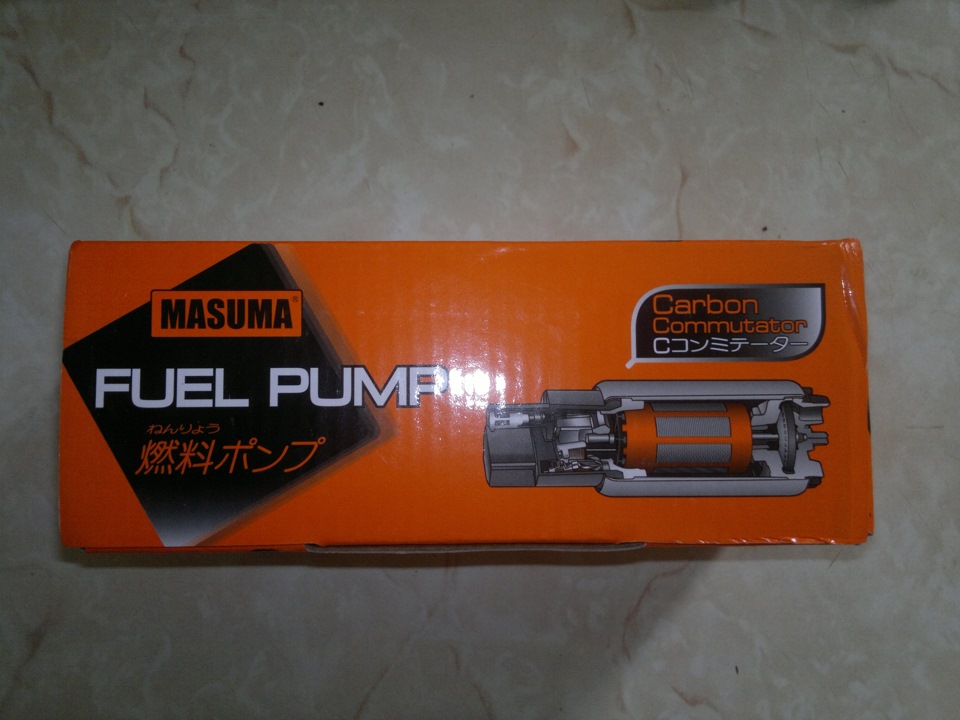 MASUMA®
FUEL PUMP
ねんりょう
燃料ポンプ
Carbon
Commutator
Cコンミテーター